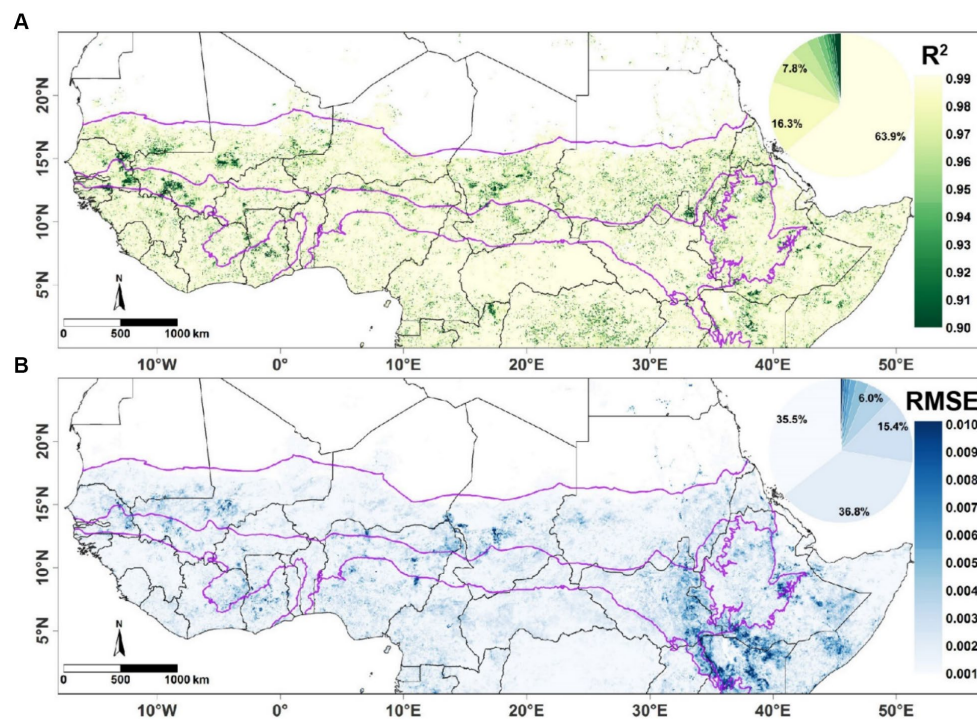 A
R²
20°N
15°N
10°N
5°N
7.8%
16.3%
63.9%
0.99
0.98
0.97
0.96
0.95
0.94
0.93
0.92
0.91
0.90
N
0 500 1000 km
10°W 0° 10°E 20°E 30°E 40°E 50°E
B
RMSE
20°N
15°N
10°N
5°N
35.5%
6.0%
15.4%
36.8%
0.010
0.009
0.008
0.007
0.006
0.005
0.004
0.003
0.002
0.001
N
0 500 1000 km
10°W 0° 10°E 20°E 30°E 40°E 50°E